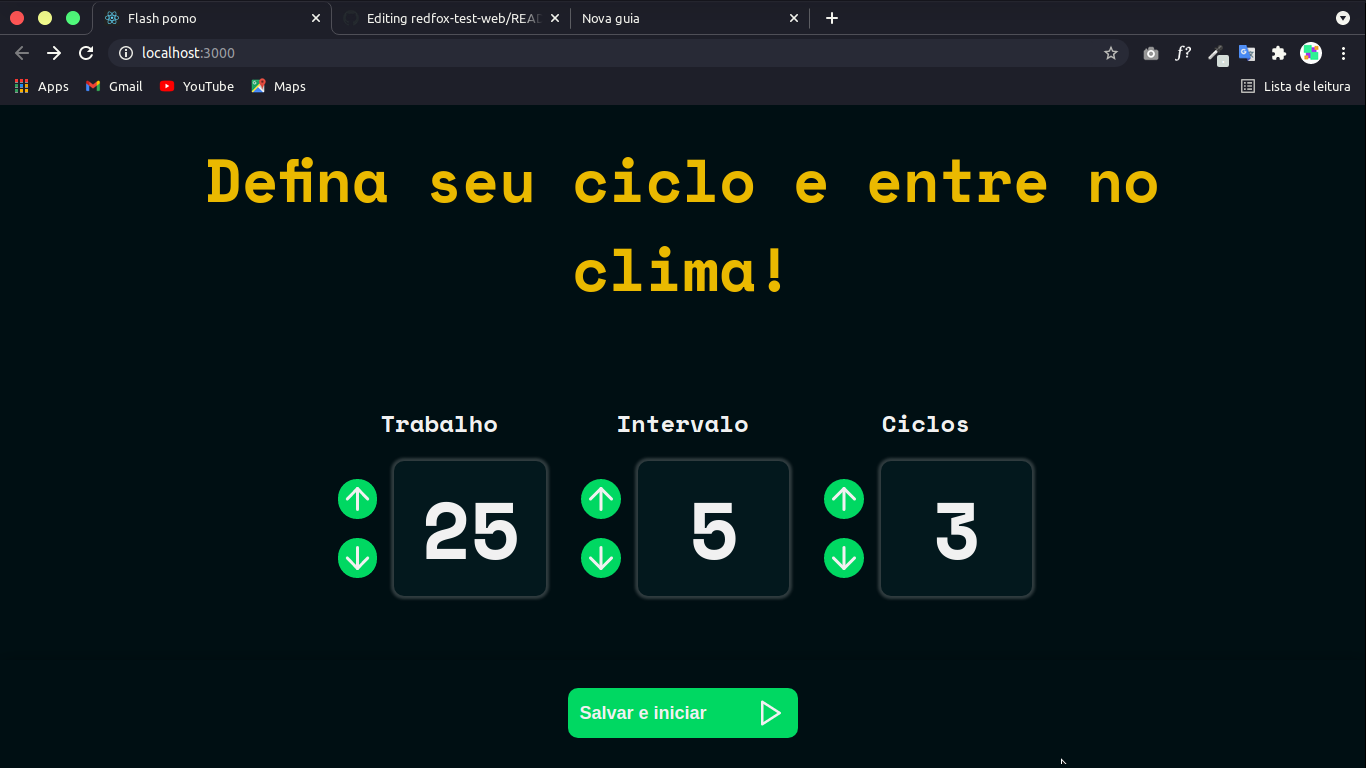 Flash pomo
Editing redfox-test-web/READ
Nova guia
localhost:3000
f?
Apps
Gmail
YouTube
Maps
Lista de leitura
Defina seu ciclo e entre no
clima!
Trabalho
Intervalo
Ciclos
25
5
3
Salvar e iniciar